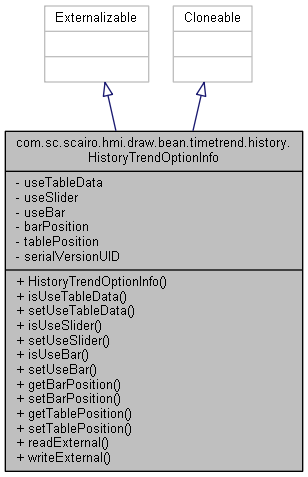 Externalizable
Cloneable
com.sc.scairo.hmi.draw.bean.timetrend.history.
HistoryTrendOptionInfo
- useTableData
- useSlider
- useBar
- barPosition
- tablePosition
- serialVersionUID
+ HistoryTrendOptionInfo()
+ isUseTableData()
+ setUseTableData()
+ isUseSlider()
+ setUseSlider()
+ isUseBar()
+ setUseBar()
+ getBarPosition()
+ setBarPosition()
+ getTablePosition()
+ setTablePosition()
+ readExternal()
+ writeExternal()